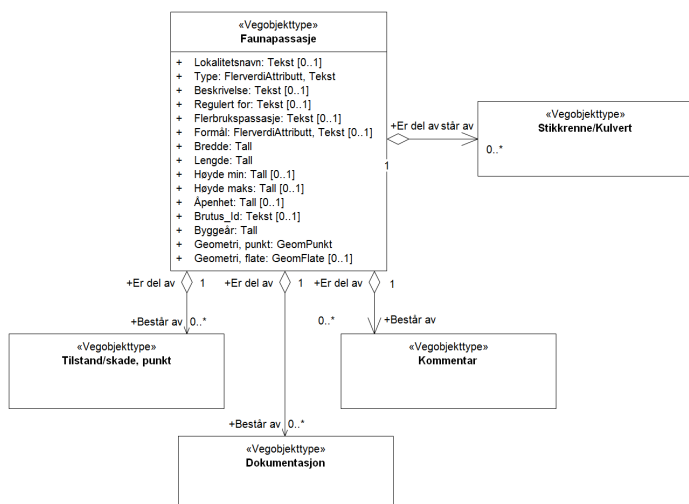 «Vegobjekttype»
Faunapassasje
+ Lokalitetsnavn: Tekst [0..1]
+ Type: FlerverdiAttributt, Tekst
+ Beskrivelse: Tekst [0..1]
+ Regulert for: Tekst [0..1]
+ Flerbrukspassasje: Tekst [0..1]
+ Formål: FlerverdiAttributt, Tekst [0..1]
+ Bredde: Tall
+ Lengde: Tall
+ Høyde min: Tall [0..1]
+ Høyde maks: Tall [0..1]
+ Åpenhet: Tall [0..1]
+ Brutus_Id: Tekst [0..1]
+ Byggeår: Tall
+ Geometri, punkt: GeomPunkt
+ Geometri, flate: GeomFlate [0..1]
+Er del av står av
1
0..*
«Vegobjekttype»
Stikkrenne/Kulvert
+Er del av 1
+Er del av 1
+Er del av 1
+Består av 0..*
0..* +Består av
«Vegobjekttype»
Tilstand/skade, punkt
«Vegobjekttype»
Kommentar
+Består av 0..*
«Vegobjekttype»
Dokumentasjon